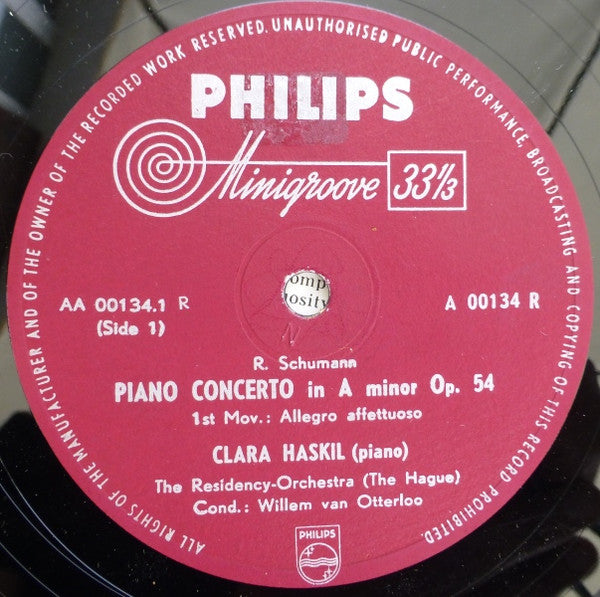 ALL RIGHTS OF THE MANUFACTURER AND OF THE OWNER OF THE RECORDED WORK RESERVED. UNAUTHORISED PUBLIC PERFORMANCE, BROADCASTING AND COPYING OF THIS RECORD PROHIBITED.
PHILIPS
Minigroove 33⅓
AA 00134.1 R
(Side 1)
A 00134 R
omp
osity
N
R. Schumann
PIANO CONCERTO in A minor Op. 54
1st Mov.: Allegro affettuoso
CLARA HASKIL (piano)
The Residency-Orchestra (The Hague)
Cond.: Willem van Otterloo
PHILIPS